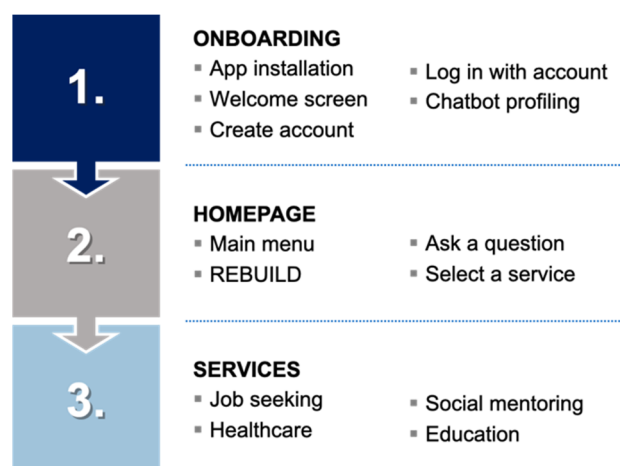 1.
ONBOARDING
▪ App installation
▪ Welcome screen
▪ Create account
▪ Log in with account
▪ Chatbot profiling
2.
HOMEPAGE
▪ Main menu
▪ REBUILD
▪ Ask a question
▪ Select a service
3.
SERVICES
▪ Job seeking
▪ Healthcare
▪ Social mentoring
▪ Education